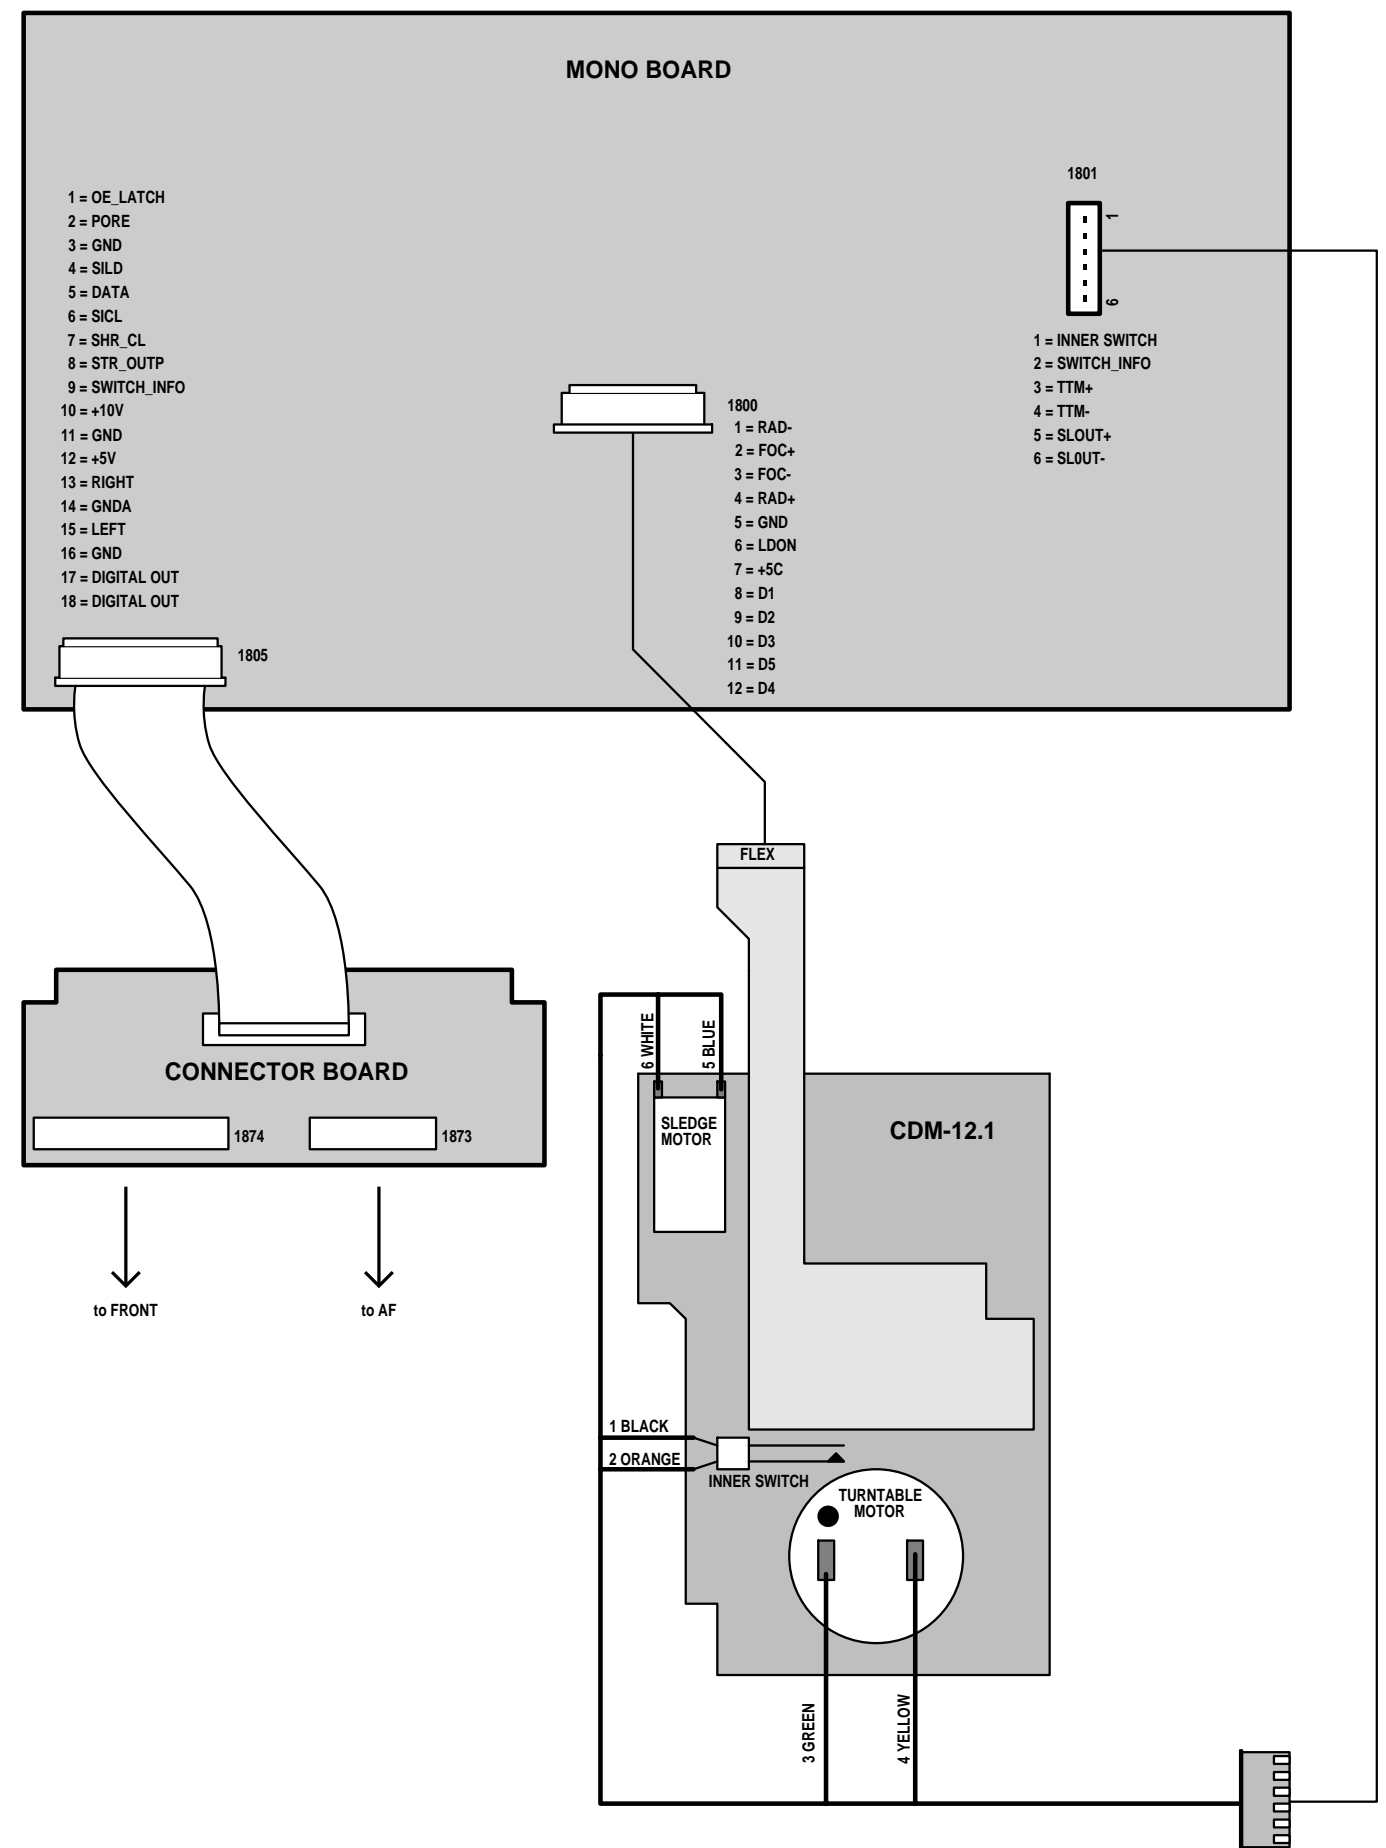 MONO BOARD
1 = OE_LATCH
2 = PORE
3 = GND
4 = SILD
5 = DATA
6 = SICL
7 = SHR_CL
8 = STR_OUTP
9 = SWITCH_INFO
10 = +10V
11 = GND
12 = +5V
13 = RIGHT
14 = GNDA
15 = LEFT
16 = GND
17 = DIGITAL OUT
18 = DIGITAL OUT
1805
1800
1 = RAD-
2 = FOC+
3 = FOC-
4 = RAD+
5 = GND
6 = LDON
7 = +5C
8 = D1
9 = D2
10 = D3
11 = D5
12 = D4
1801
1
6
1 = INNER SWITCH
2 = SWITCH_INFO
3 = TTM+
4 = TTM-
5 = SLOUT+
6 = SL0UT-
FLEX
CONNECTOR BOARD
1874
1873
to FRONT
to AF
6 WHITE
5 BLUE
SLEDGE
MOTOR
CDM-12.1
1 BLACK
2 ORANGE
INNER SWITCH
TURNTABLE
MOTOR
3 GREEN
4 YELLOW